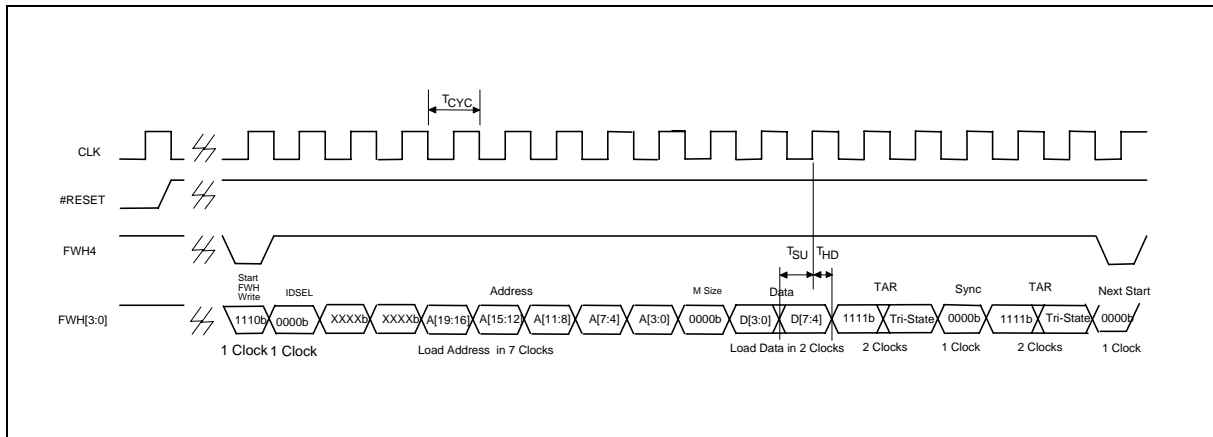 TCYC
CLK
#RESET
FWH4
TSU THD
Start
FWH
Write
IDSEL
Address
M Size
Data
TAR
Sync
TAR
Next Start
FWH[3:0]
1110b 0000b XXXXb XXXXb A[19:16] A[15:12] A[11:8] A[7:4] A[3:0] 0000b D[3:0] D[7:4] 1111b Tri-State 0000b 1111b Tri-State 0000b
1 Clock 1 Clock Load Address in 7 Clocks Load Data in 2 Clocks 2 Clocks 1 Clock 2 Clocks 1 Clock